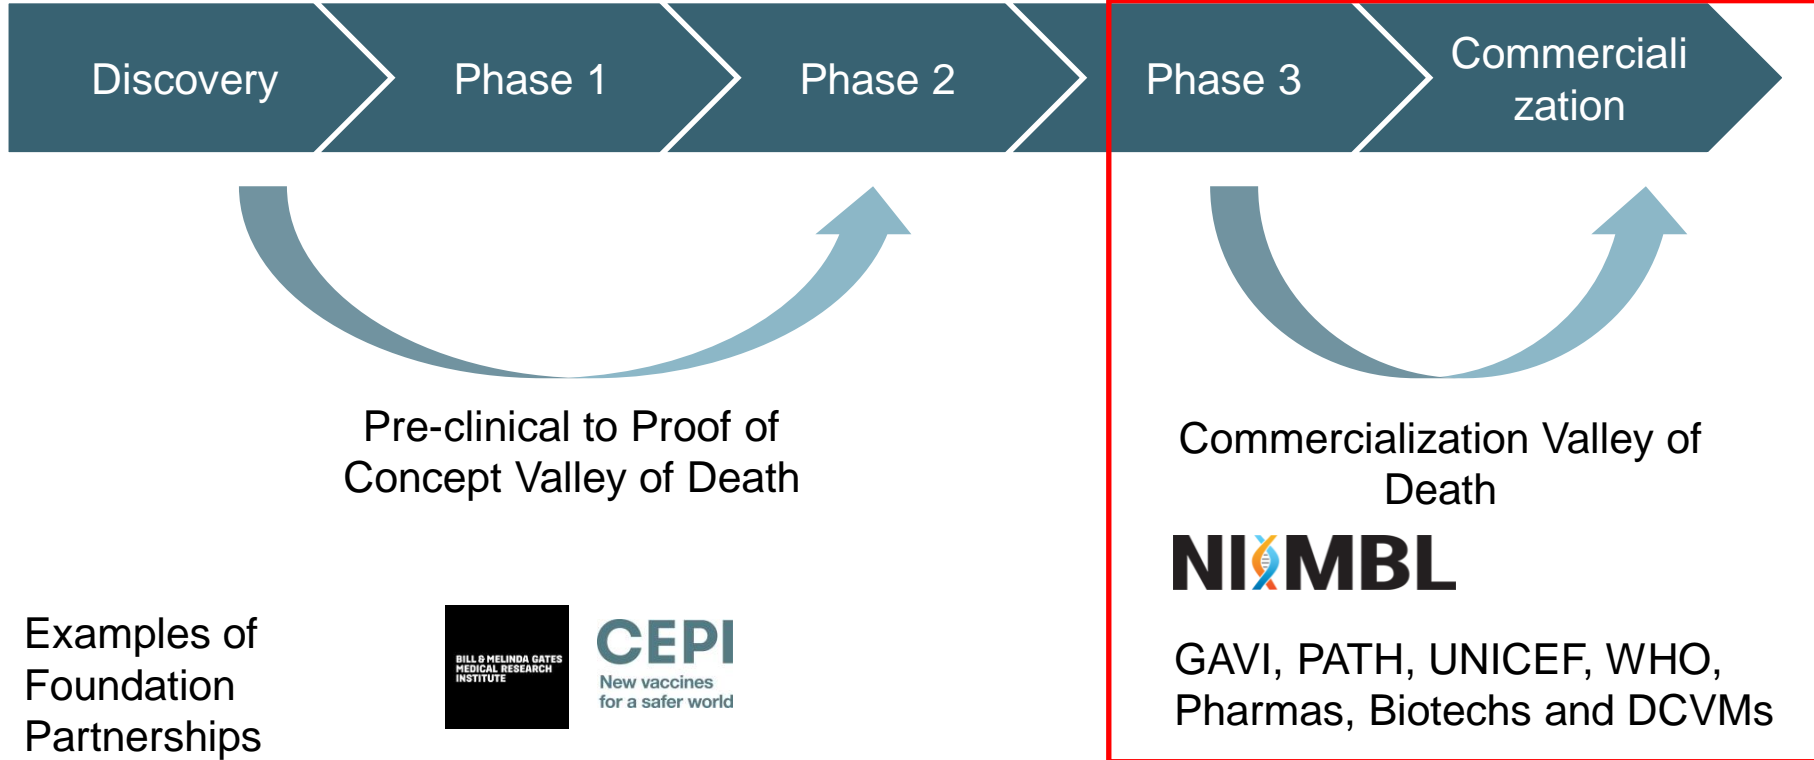 Discovery
Phase 1
Phase 2
Phase 3
Commerciali
zation
Pre-clinical to Proof of
Concept Valley of Death
Commercialization Valley of
Death
NIIMBL
Examples of
Foundation
Partnerships
BILL & MELINDA GATES
MEDICAL RESEARCH
INSTITUTE
CEPI
New vaccines
for a safer world
GAVI, PATH, UNICEF, WHO,
Pharmas, Biotechs and DCVMs